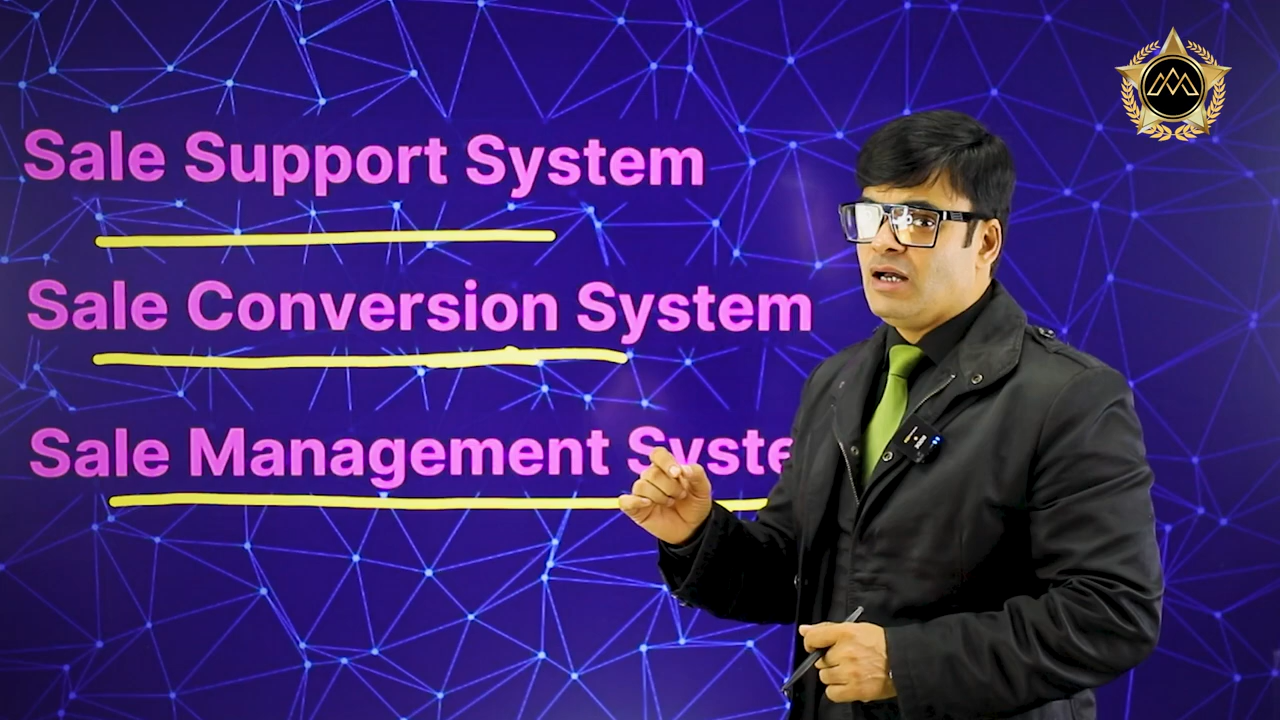 Sale Support System
Sale Conversion System
Sale Management Syste